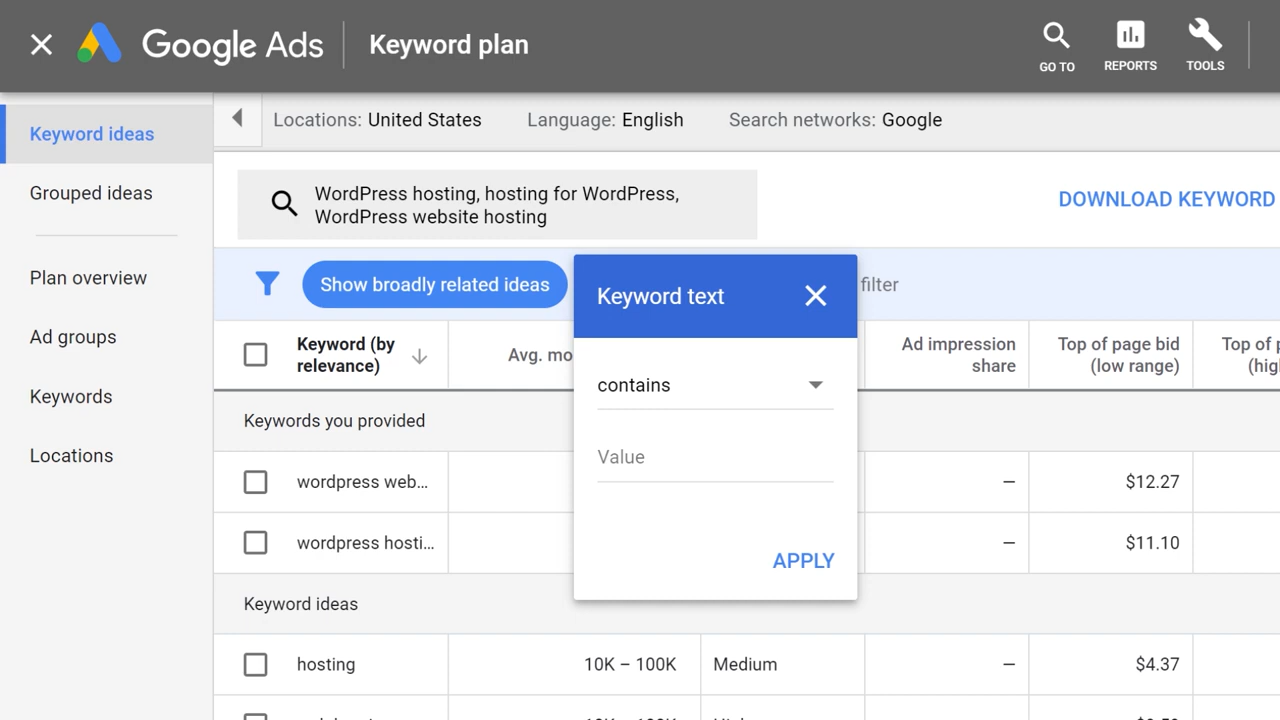 Google Ads
Keyword plan
GO TO
REPORTS
TOOLS
Keyword ideas
Grouped ideas
Plan overview
Ad groups
Keywords
Locations
Locations: United States
Language: English
Search networks: Google
WordPress hosting, hosting for WordPress,
WordPress website hosting
DOWNLOAD KEYWORD
Show broadly related ideas
filter
Keyword text
contains
Value
APPLY
Keyword (by
relevance)
Avg. mo
Ad impression
share
Top of page bid
(low range)
Top of
Keywords you provided
wordpress web...
– $12.27
wordpress hosti...
– $11.10
Keyword ideas
hosting
10K – 100K
Medium
– $4.37